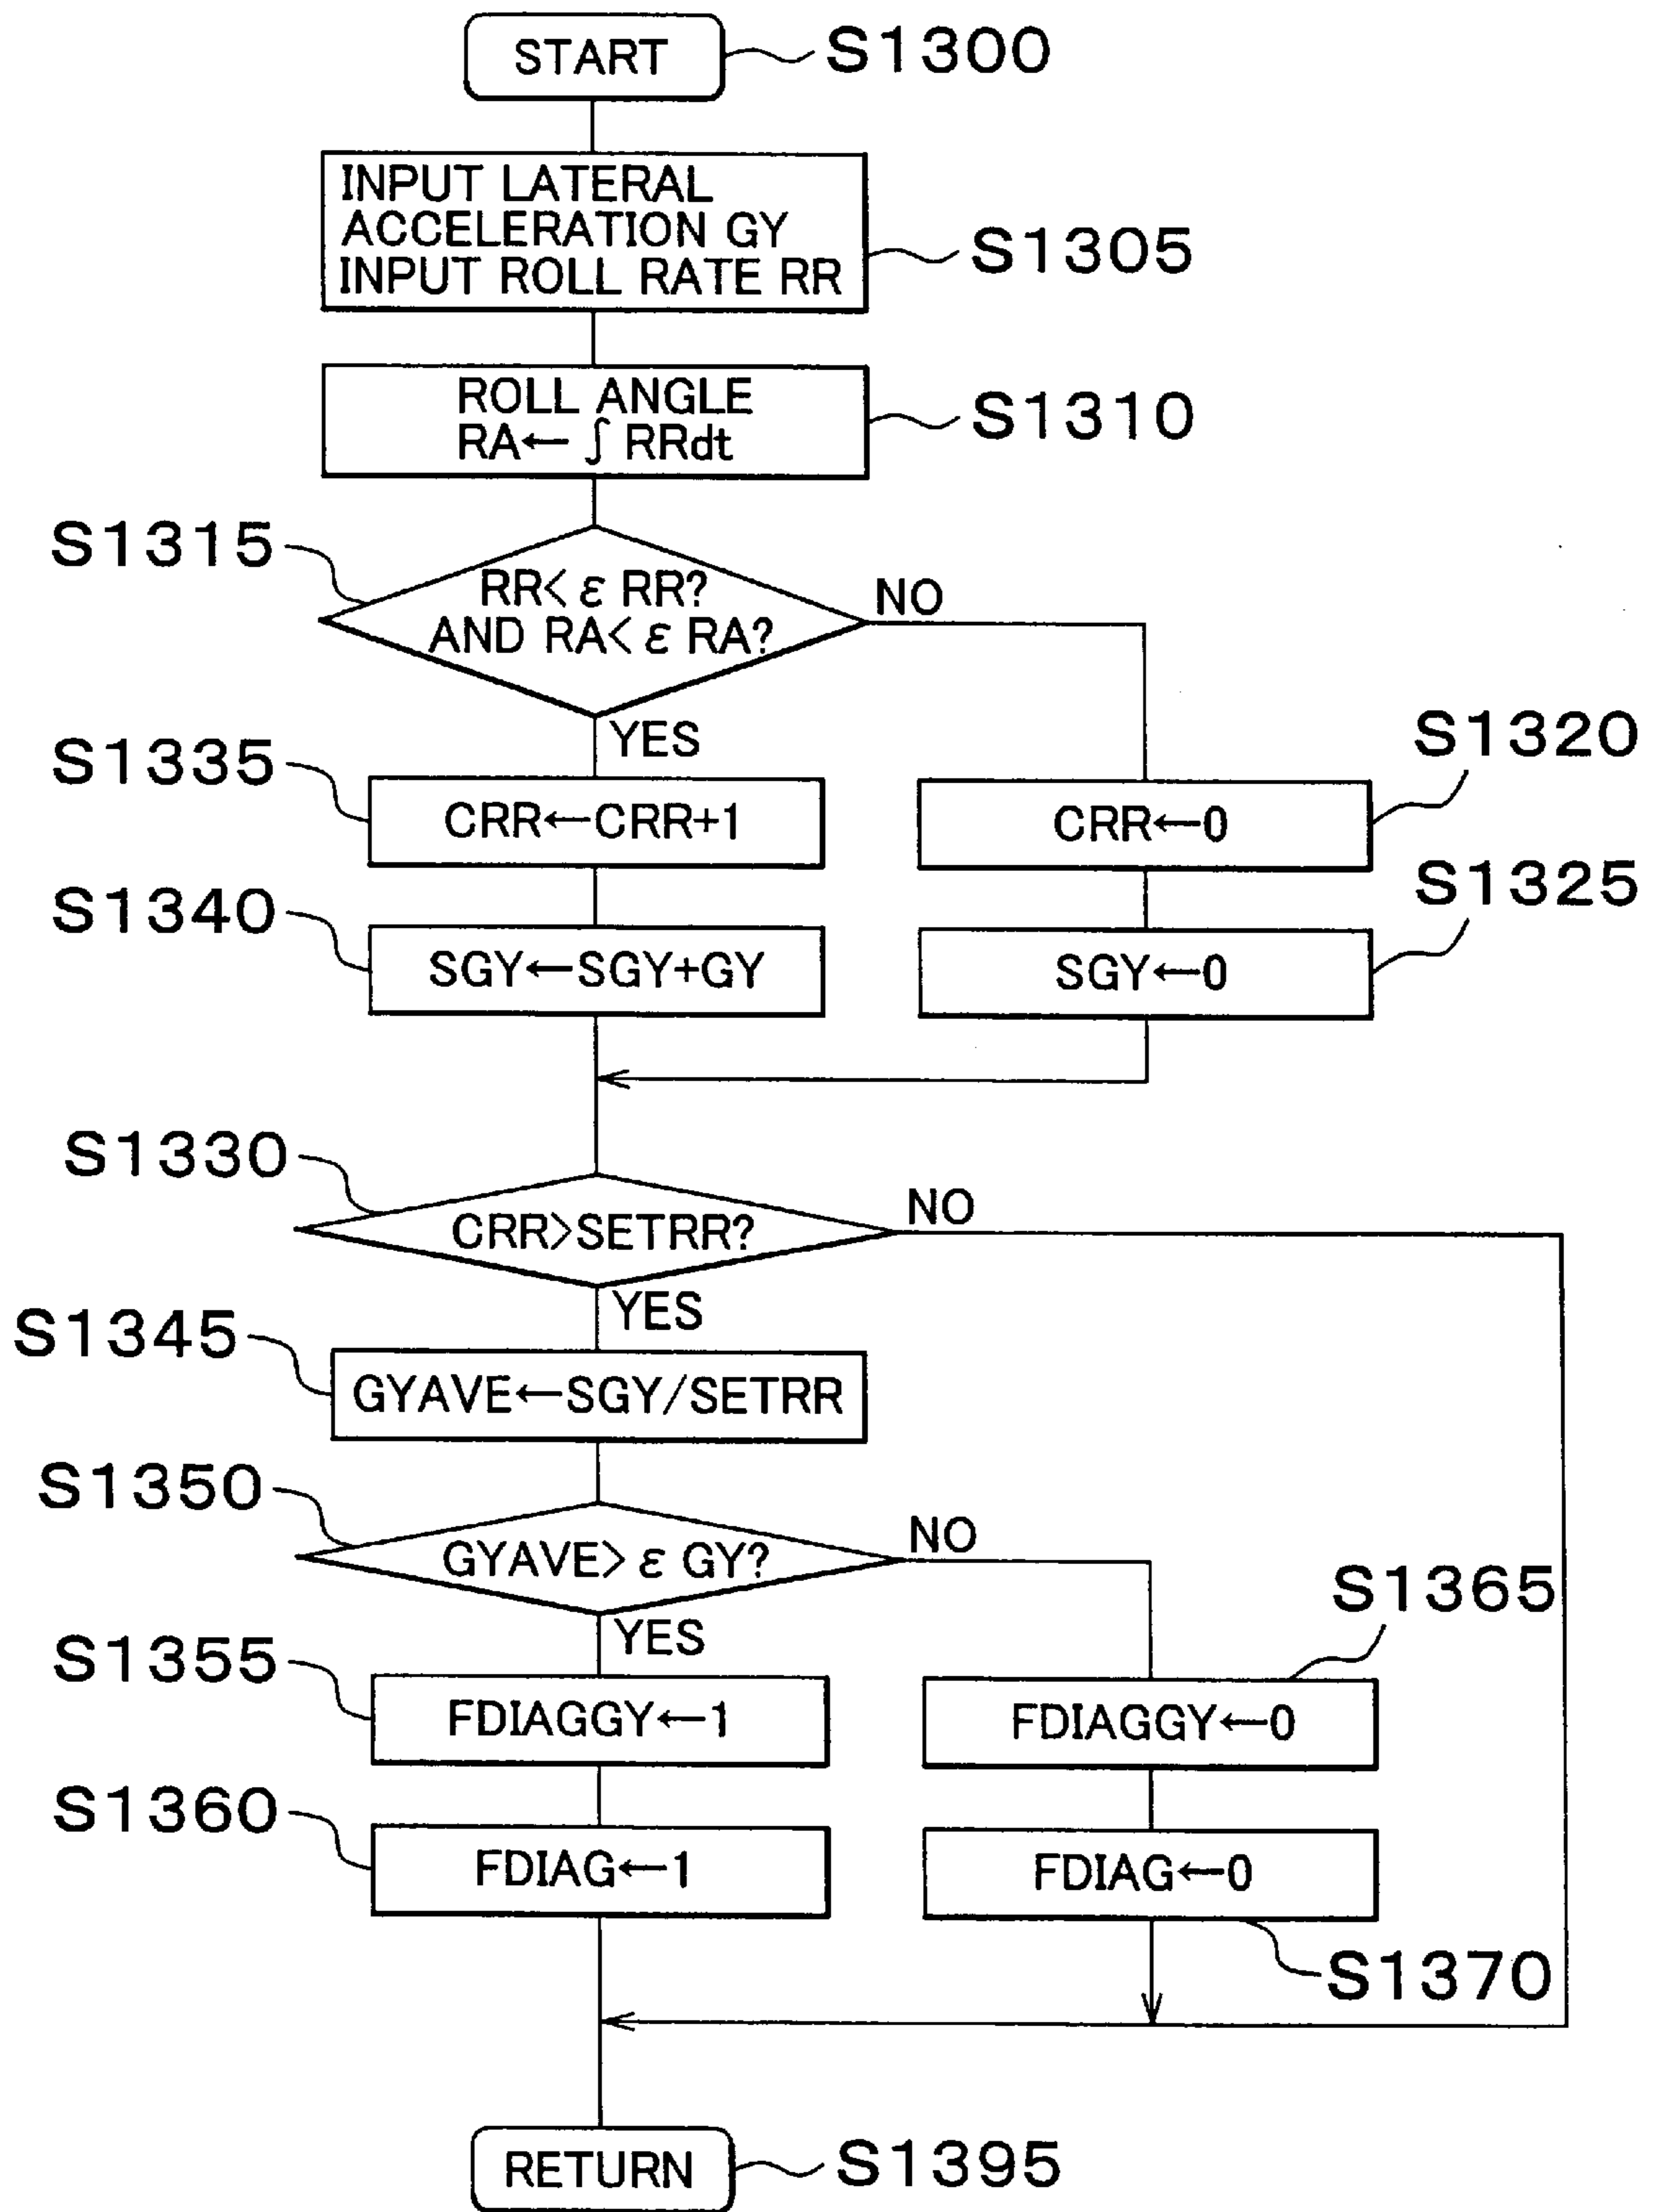 START
S1300
INPUT LATERAL
ACCELERATION GY
INPUT ROLL RATE RR
S1305
ROLL ANGLE
RA←∫RRdt
S1310
S1315
RR<ε RR?
AND RA<ε RA?
NO
YES
S1335
CRR←CRR+1
CRR←0
S1320
S1340
SGY←SGY+GY
SGY←0
S1325
S1330
CRR>SETRR?
NO
YES
S1345
GYAVE←SGY/SETRR
S1350
GYAVE>ε GY?
NO
YES
S1355
FDIAGGY←1
FDIAGGY←0
S1365
S1360
FDIAG←1
FDIAG←0
S1370
RETURN
S1395